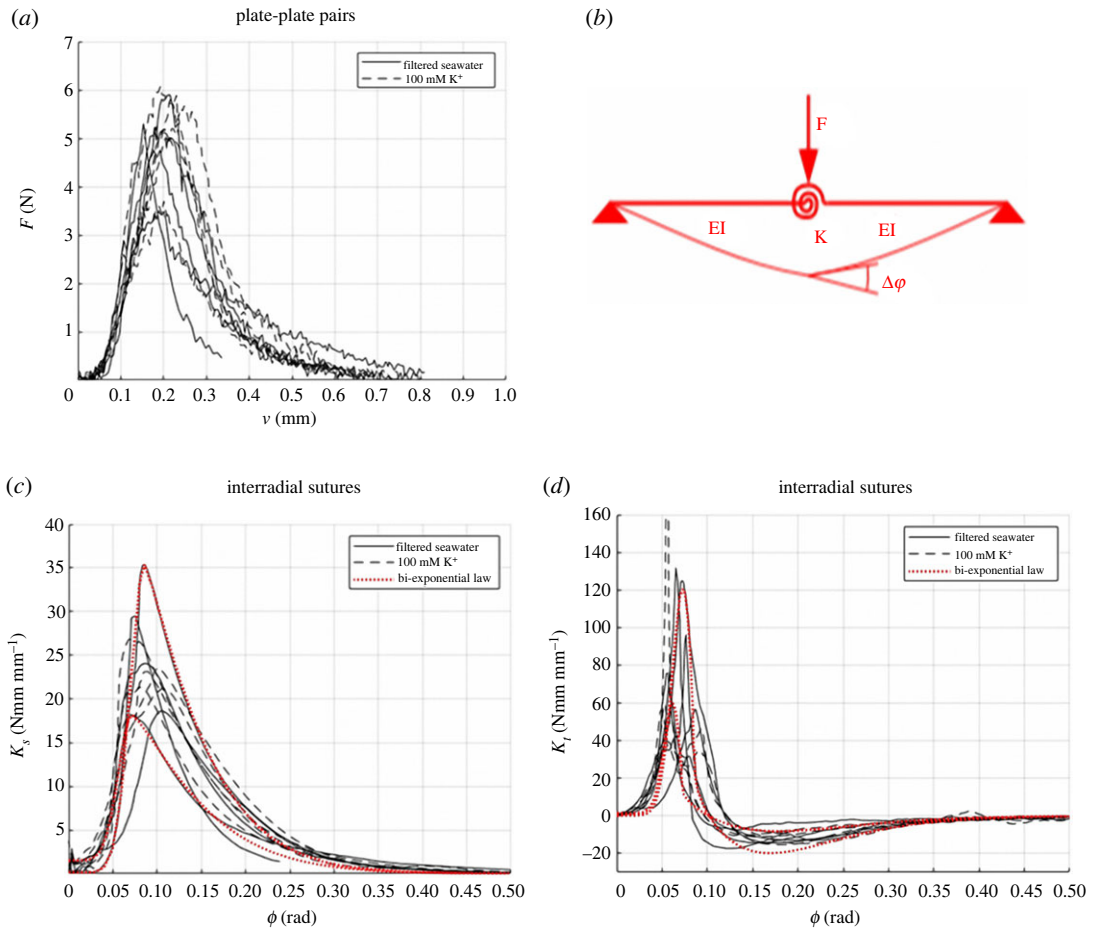 (a)
plate-plate pairs
7
6
5
4
3
2
1
F (N)
filtered seawater
100 mM K⁺
0 0.1 0.2 0.3 0.4 0.5 0.6 0.7 0.8 0.9 1.0
v (mm)
(b)
F
EI K EI
Δφ
(c)
interradial sutures
40
35
30
25
20
15
10
5
Kₛ (Nmm mm⁻¹)
filtered seawater
100 mM K⁺
bi-exponential law
0 0.05 0.10 0.15 0.20 0.25 0.30 0.35 0.40 0.45 0.50
ϕ (rad)
(d)
interradial sutures
160
140
120
100
80
60
40
20
0
–20
Kₜ (Nmm mm⁻¹)
filtered seawater
100 mM K⁺
bi-exponential law
0 0.05 0.10 0.15 0.20 0.25 0.30 0.35 0.40 0.45 0.50
ϕ (rad)